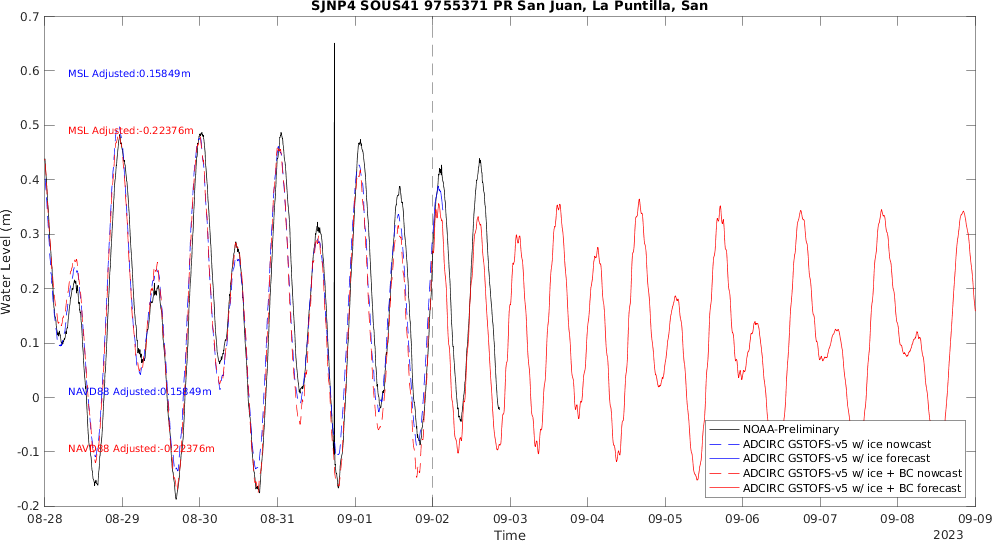 SJNP4 SOUS41 9755371 PR San Juan, La Puntilla, San
0.7
0.6
0.5
0.4
0.3
0.2
0.1
0
-0.1
-0.2
Water Level (m)
MSL Adjusted:0.15849m
MSL Adjusted:-0.22376m
NAVD88 Adjusted:0.15849m
NAVD88 Adjusted:-0.22376m
NOAA-Preliminary
ADCIRC GSTOFS-v5 w/ ice nowcast
ADCIRC GSTOFS-v5 w/ ice forecast
ADCIRC GSTOFS-v5 w/ ice + BC nowcast
ADCIRC GSTOFS-v5 w/ ice + BC forecast
08-28 08-29 08-30 08-31 09-01 09-02 09-03 09-04 09-05 09-06 09-07 09-08 09-09
Time
2023